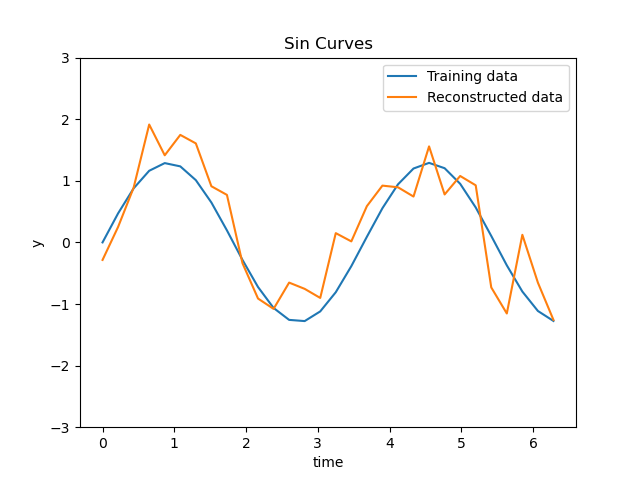 Sin Curves
Training data
Reconstructed data
3
2
1
0
−1
−2
−3
y
0 1 2 3 4 5 6
time